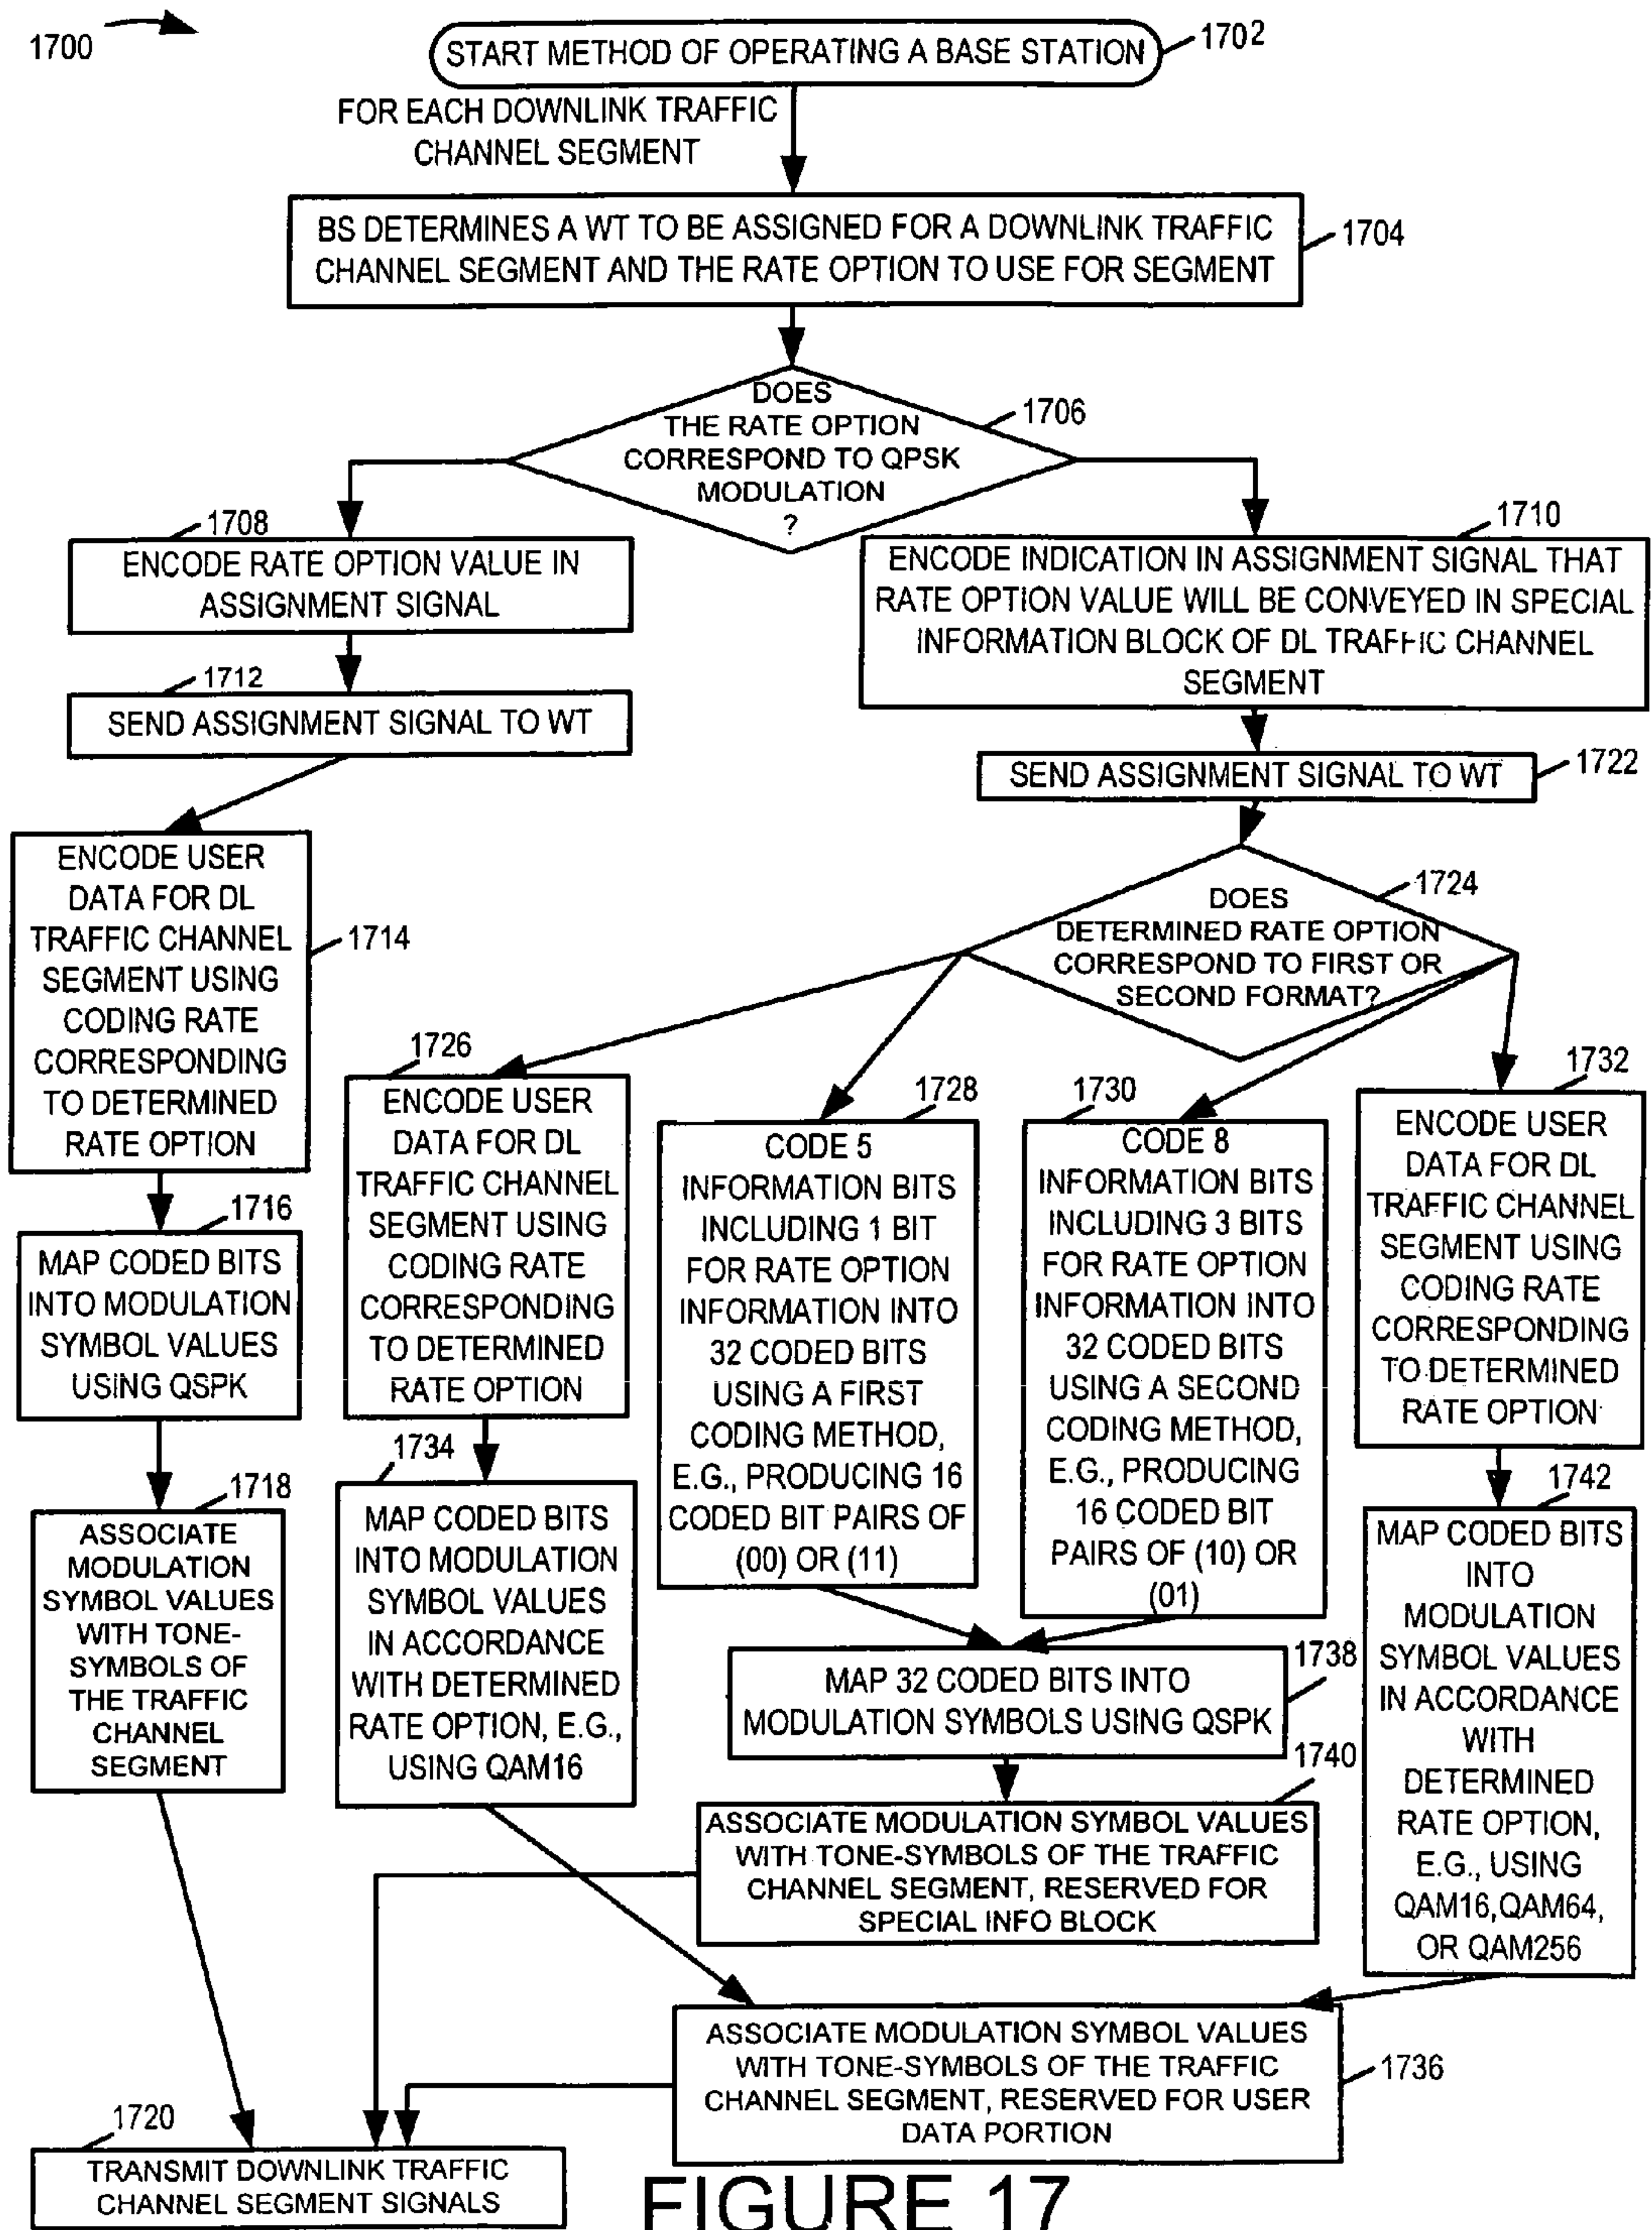 1700
START METHOD OF OPERATING A BASE STATION
1702
FOR EACH DOWNLINK TRAFFIC
CHANNEL SEGMENT
BS DETERMINES A WT TO BE ASSIGNED FOR A DOWNLINK TRAFFIC
CHANNEL SEGMENT AND THE RATE OPTION TO USE FOR SEGMENT
1704
DOES
THE RATE OPTION
CORRESPOND TO QPSK
MODULATION
?
1706
1708
ENCODE RATE OPTION VALUE IN
ASSIGNMENT SIGNAL
1710
ENCODE INDICATION IN ASSIGNMENT SIGNAL THAT
RATE OPTION VALUE WILL BE CONVEYED IN SPECIAL
INFORMATION BLOCK OF DL TRAFFIC CHANNEL
SEGMENT
1712
SEND ASSIGNMENT SIGNAL TO WT
SEND ASSIGNMENT SIGNAL TO WT
1722
ENCODE USER
DATA FOR DL
TRAFFIC CHANNEL
SEGMENT USING
CODING RATE
CORRESPONDING
TO DETERMINED
RATE OPTION
1714
DOES
DETERMINED RATE OPTION
CORRESPOND TO FIRST OR
SECOND FORMAT?
1724
1726
ENCODE USER
DATA FOR DL
TRAFFIC CHANNEL
SEGMENT USING
CODING RATE
CORRESPONDING
TO DETERMINED
RATE OPTION
1728
CODE 5
INFORMATION BITS
INCLUDING 1 BIT
FOR RATE OPTION
INFORMATION INTO
32 CODED BITS
USING A FIRST
CODING METHOD,
E.G., PRODUCING 16
CODED BIT PAIRS OF
(00) OR (11)
1730
CODE 8
INFORMATION BITS
INCLUDING 3 BITS
FOR RATE OPTION
INFORMATION INTO
32 CODED BITS
USING A SECOND
CODING METHOD,
E.G., PRODUCING
16 CODED BIT
PAIRS OF (10) OR
(01)
1732
ENCODE USER
DATA FOR DL
TRAFFIC CHANNEL
SEGMENT USING
CODING RATE
CORRESPONDING
TO DETERMINED
RATE OPTION
1716
MAP CODED BITS
INTO MODULATION
SYMBOL VALUES
USING QSPK
1718
ASSOCIATE
MODULATION
SYMBOL VALUES
WITH TONE-
SYMBOLS OF
THE TRAFFIC
CHANNEL
SEGMENT
1734
MAP CODED BITS
INTO MODULATION
SYMBOL VALUES
IN ACCORDANCE
WITH DETERMINED
RATE OPTION, E.G.,
USING QAM16
MAP 32 CODED BITS INTO
MODULATION SYMBOLS USING QSPK
1738
1740
ASSOCIATE MODULATION SYMBOL VALUES
WITH TONE-SYMBOLS OF THE TRAFFIC
CHANNEL SEGMENT, RESERVED FOR
SPECIAL INFO BLOCK
1742
MAP CODED BITS
INTO
MODULATION
SYMBOL VALUES
IN ACCORDANCE
WITH
DETERMINED
RATE OPTION,
E.G., USING
QAM16,QAM64,
OR QAM256
ASSOCIATE MODULATION SYMBOL VALUES
WITH TONE-SYMBOLS OF THE TRAFFIC
CHANNEL SEGMENT, RESERVED FOR USER
DATA PORTION
1736
1720
TRANSMIT DOWNLINK TRAFFIC
CHANNEL SEGMENT SIGNALS
FIGURE 17